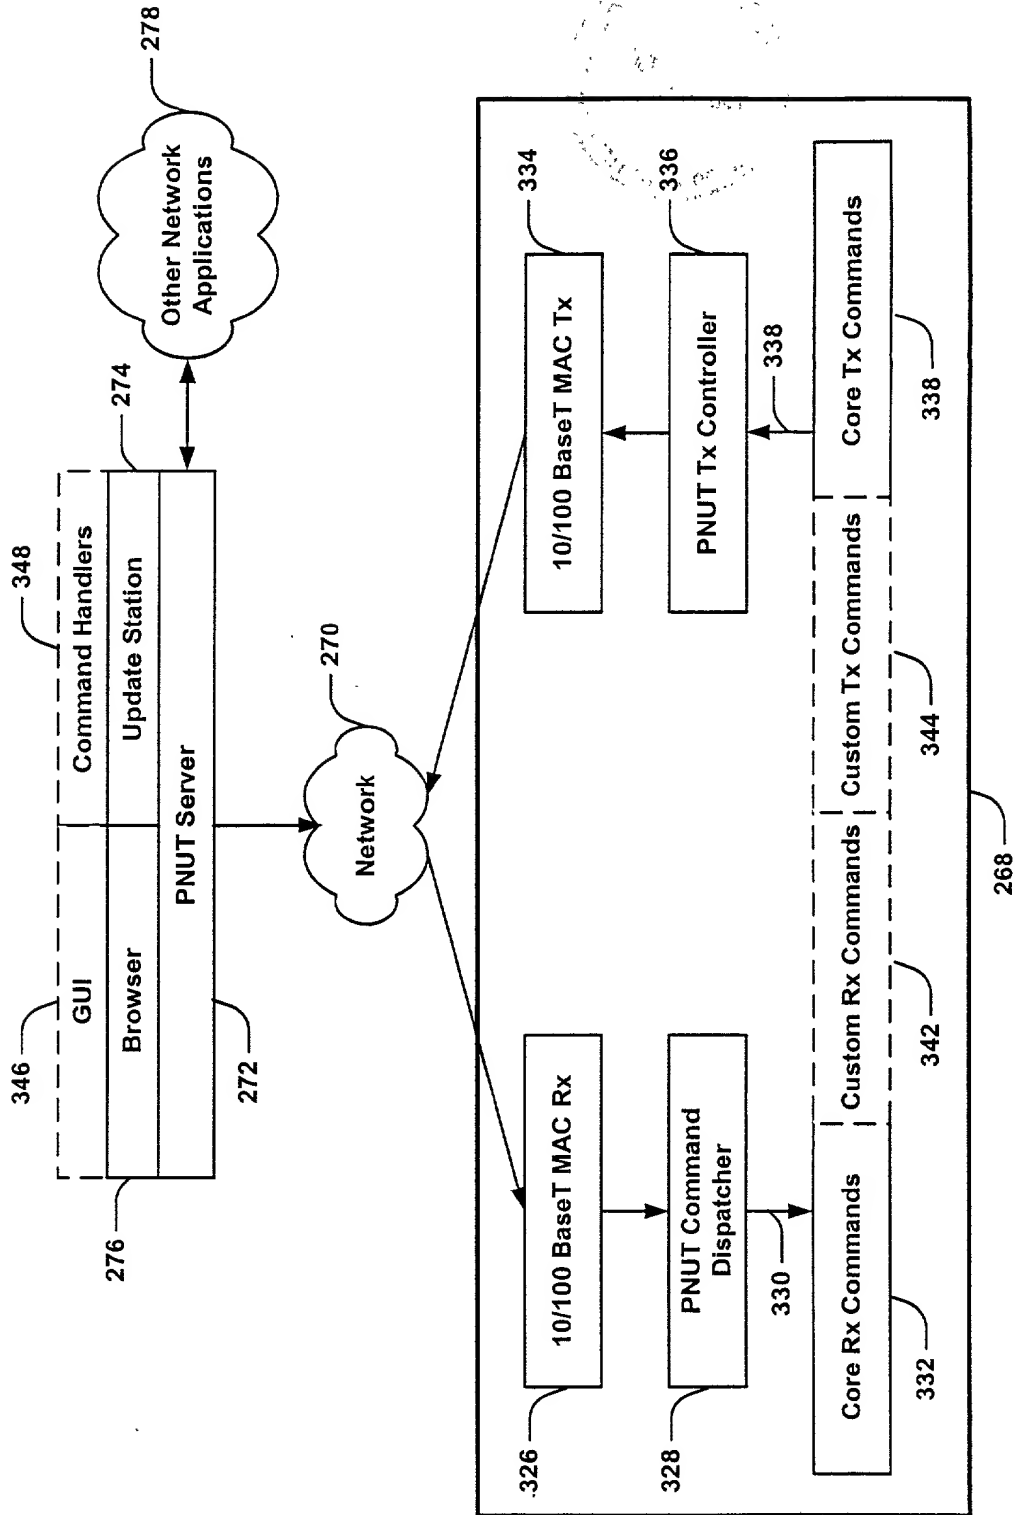 346
GUI
348
Command Handlers
276
Browser
Update Station
274
PNUT Server
272
278
Other Network
Applications
270
Network
326
10/100 BaseT MAC Rx
334
10/100 BaseT MAC Tx
328
PNUT Command
Dispatcher
336
PNUT Tx Controller
330
338
Core Rx Commands
Custom Rx Commands
Custom Tx Commands
Core Tx Commands
332
342
344
338
268